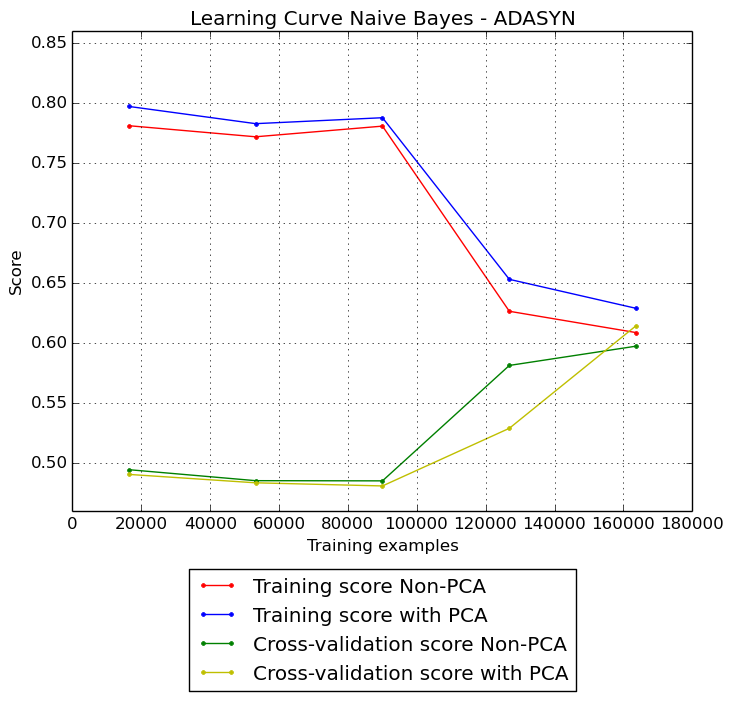 Learning Curve Naive Bayes - ADASYN
0.85
0.80
0.75
0.70
0.65
0.60
0.55
0.50
Score
0 20000 40000 60000 80000 100000 120000 140000 160000 180000
Training examples
Training score Non-PCA
Training score with PCA
Cross-validation score Non-PCA
Cross-validation score with PCA